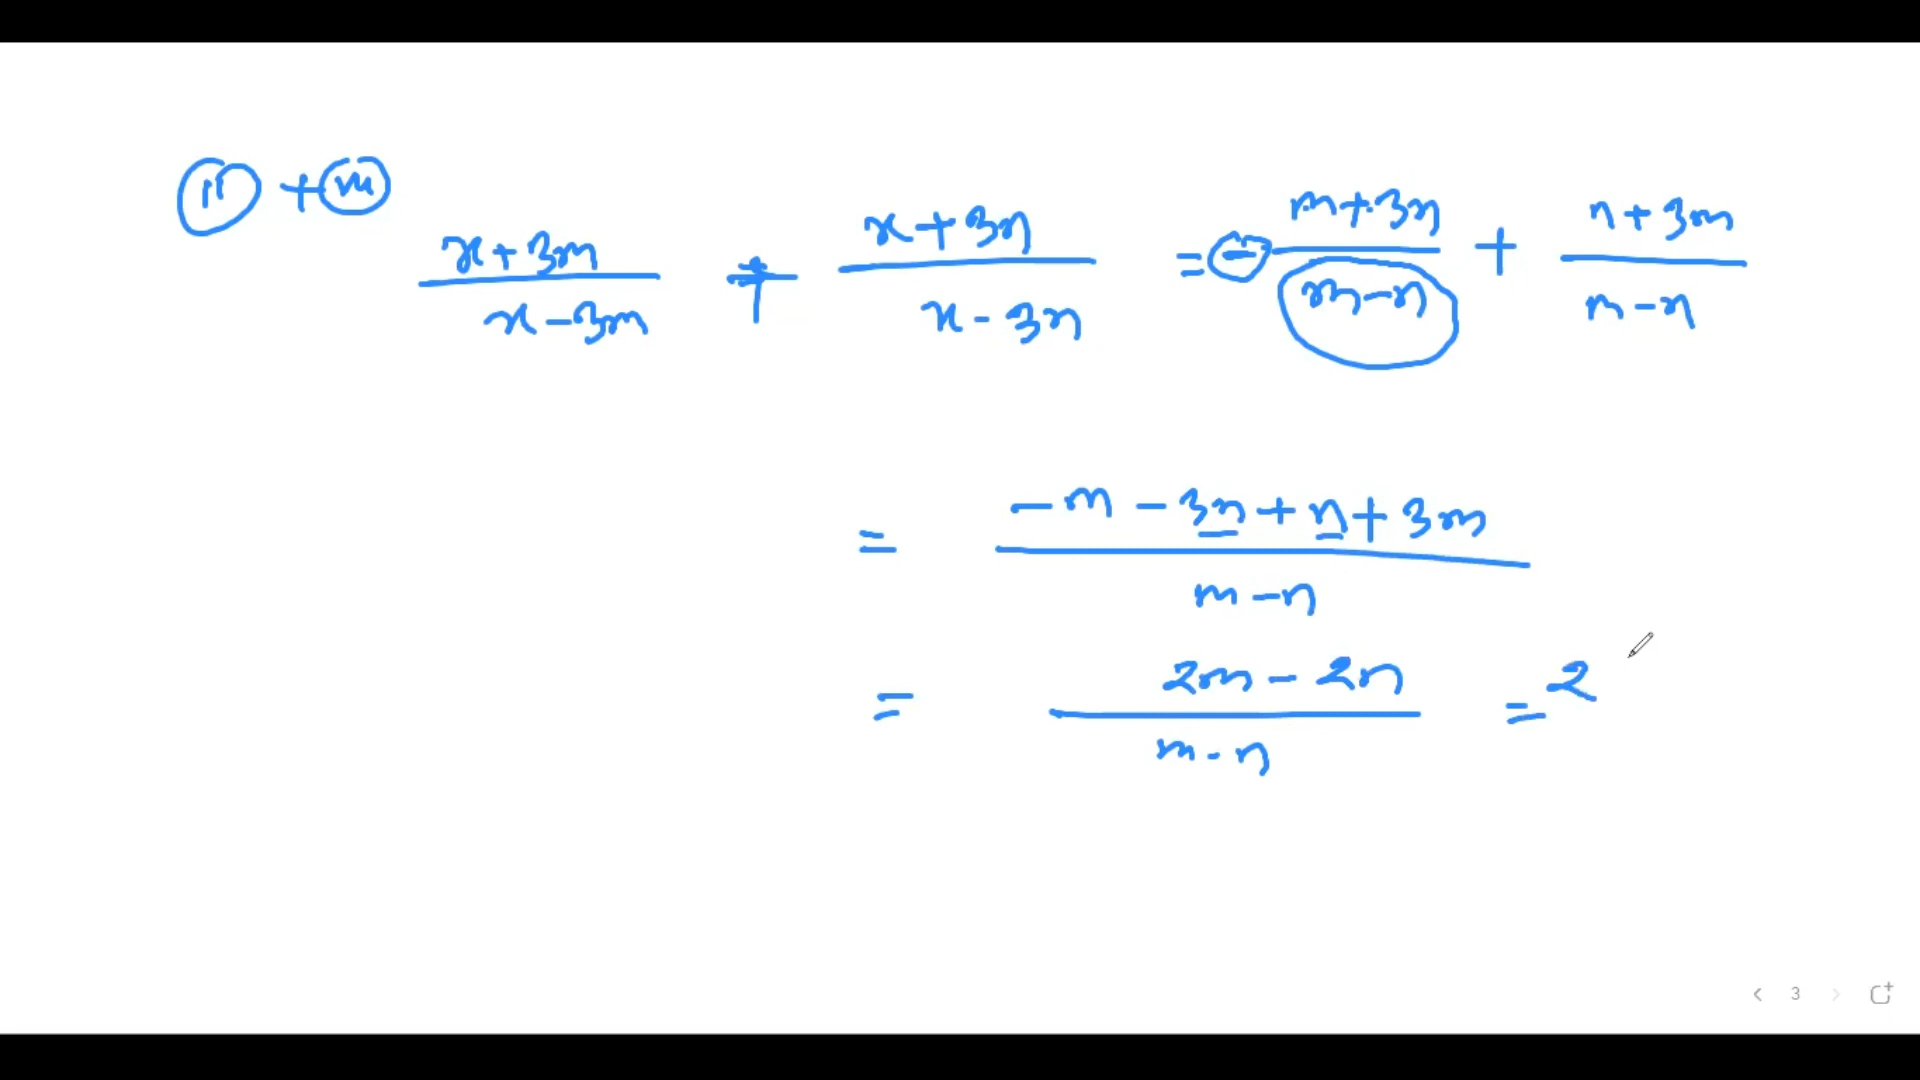 (ii) + (iii)
(x+3m)/(x-3m) + (x+3n)/(x-3n) = -(m+3n)/(m-n) + (n+3m)/(m-n)
= (-m-3n+n+3m)/(m-n)
= (2m-2n)/(m-n) = 2
< 3 >